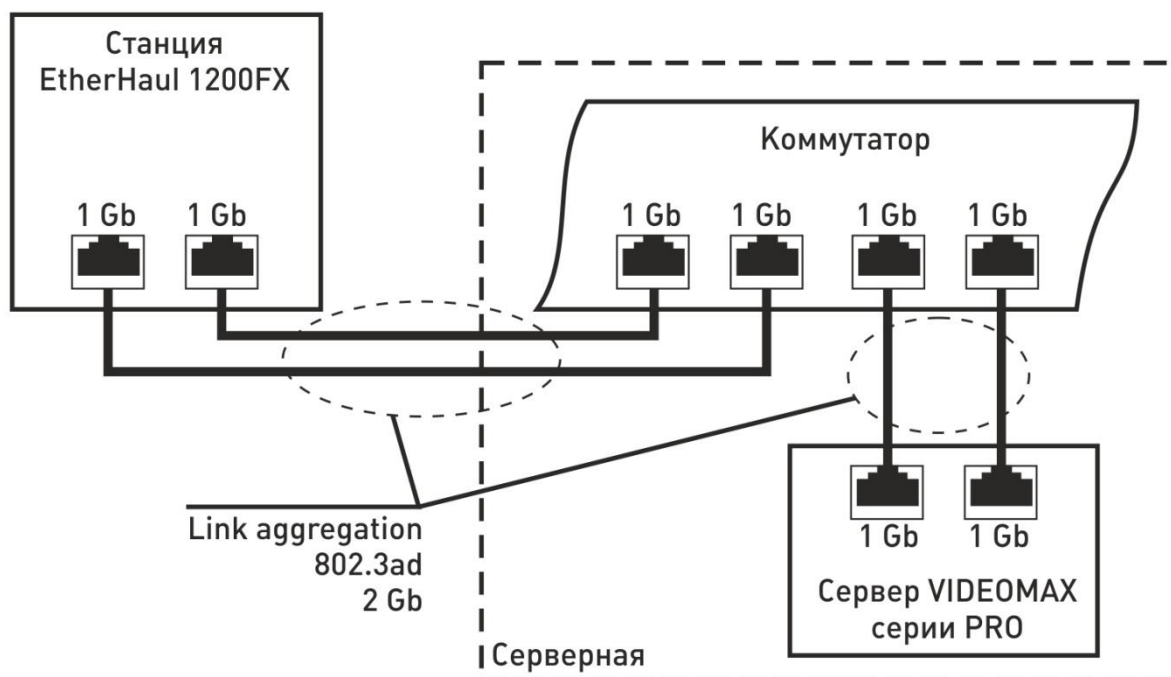 Станция
EtherHaul 1200FX
1 Gb
1 Gb
Коммутатор
1 Gb
1 Gb
1 Gb
1 Gb
Link aggregation
802.3ad
2 Gb
1 Gb
1 Gb
Сервер VIDEOMAX
серии PRO
Серверная